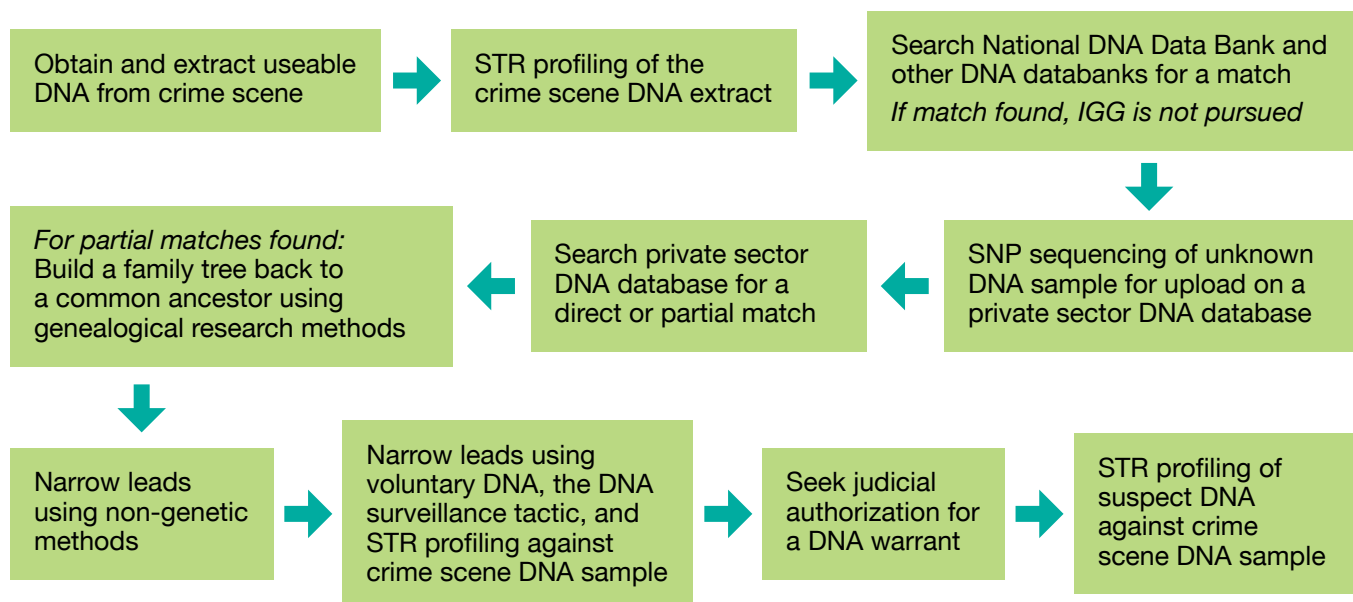 Obtain and extract useable
DNA from crime scene
STR profiling of the
crime scene DNA extract
Search National DNA Data Bank and
other DNA databanks for a match
If match found, IGG is not pursued
SNP sequencing of unknown
DNA sample for upload on a
private sector DNA database
Search private sector
DNA database for a
direct or partial match
For partial matches found:
Build a family tree back to
a common ancestor using
genealogical research methods
Narrow leads
using non-genetic
methods
Narrow leads using
voluntary DNA, the DNA
surveillance tactic, and
STR profiling against
crime scene DNA sample
Seek judicial
authorization for
a DNA warrant
STR profiling of
suspect DNA
against crime
scene DNA sample